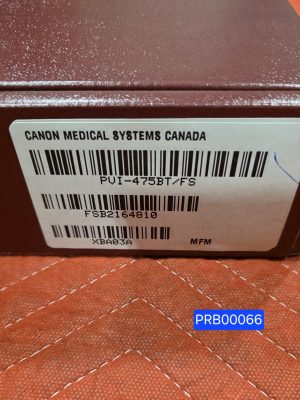 CANON MEDICAL SYSTEMS CANADA
PVI-475BT/FS
FSB2164810
XBA03A MFM
PRB00066